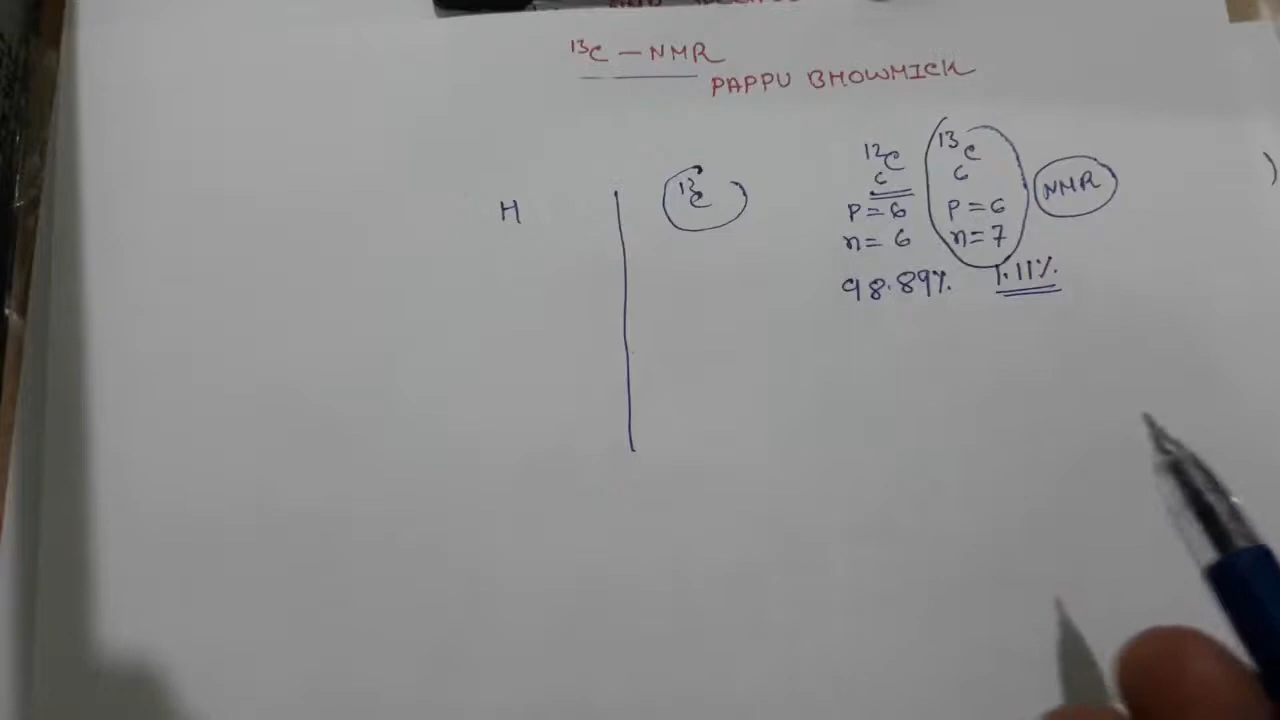 13C - NMR
PAPPU BHOWMICK
H
13C
12C 13C
6 6
P = 6 P = 6 NMR
n = 6 n = 7
98.89% 1.11%
)